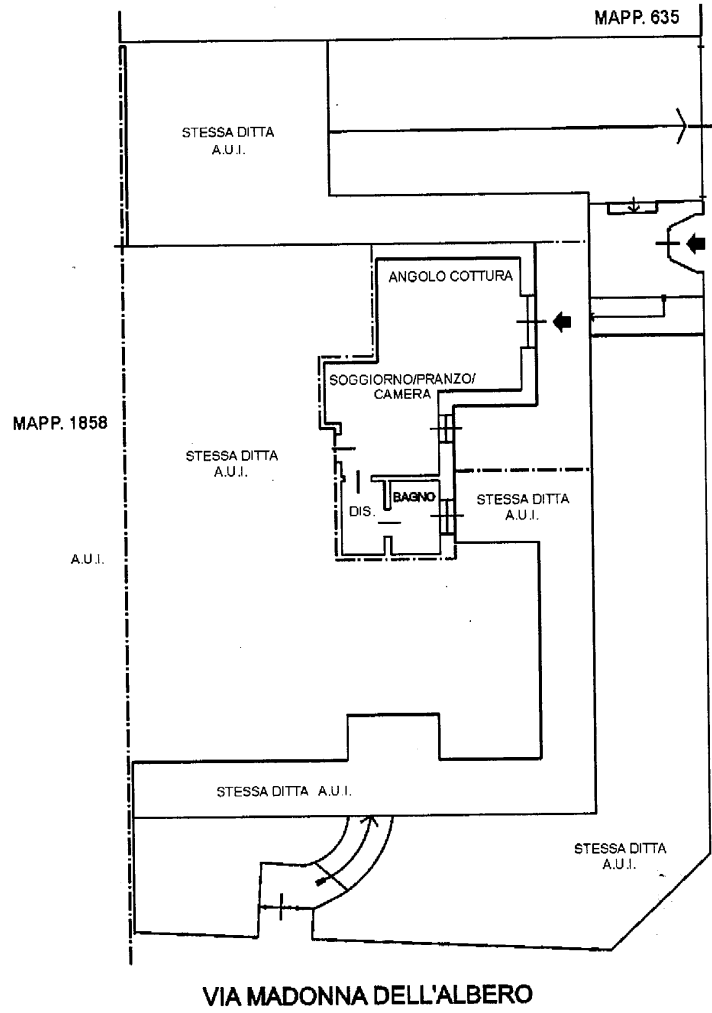 MAPP. 635
STESSA DITTA
A.U.I.
ANGOLO COTTURA
SOGGIORNO/PRANZO/
CAMERA
MAPP. 1858
STESSA DITTA
A.U.I.
BAGNO
STESSA DITTA
A.U.I.
DIS.
A.U.I.
STESSA DITTA A.U.I.
STESSA DITTA
A.U.I.
VIA MADONNA DELL'ALBERO